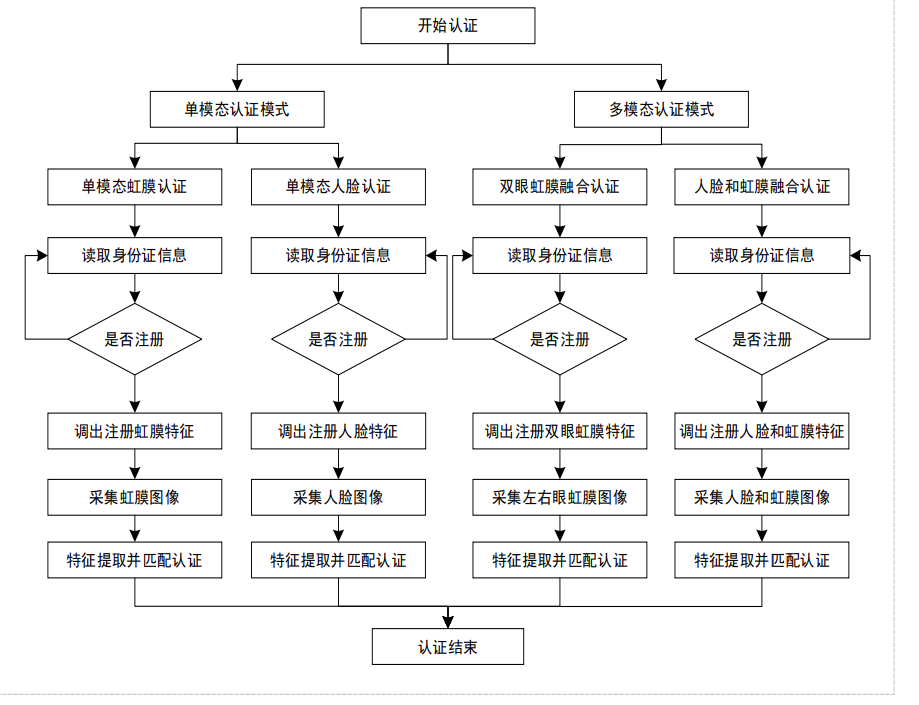 开始认证
单模态认证模式
多模态认证模式
单模态虹膜认证
单模态人脸认证
双眼虹膜融合认证
人脸和虹膜融合认证
读取身份证信息
读取身份证信息
读取身份证信息
读取身份证信息
是否注册
是否注册
是否注册
是否注册
调出注册虹膜特征
调出注册人脸特征
调出注册双眼虹膜特征
调出注册人脸和虹膜特征
采集虹膜图像
采集人脸图像
采集左右眼虹膜图像
采集人脸和虹膜图像
特征提取并匹配认证
特征提取并匹配认证
特征提取并匹配认证
特征提取并匹配认证
认证结束